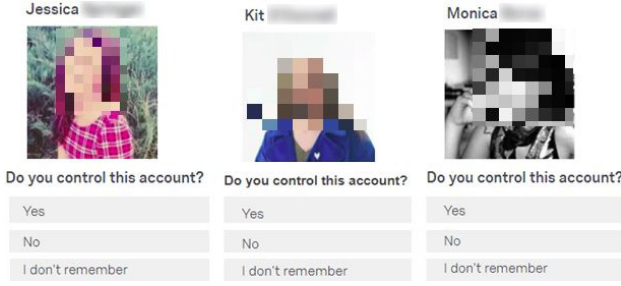 Jessica
Do you control this account?
Yes
No
I don't remember
Kit
Do you control this account?
Yes
No
I don't remember
Monica
Do you control this account?
Yes
No
I don't remember